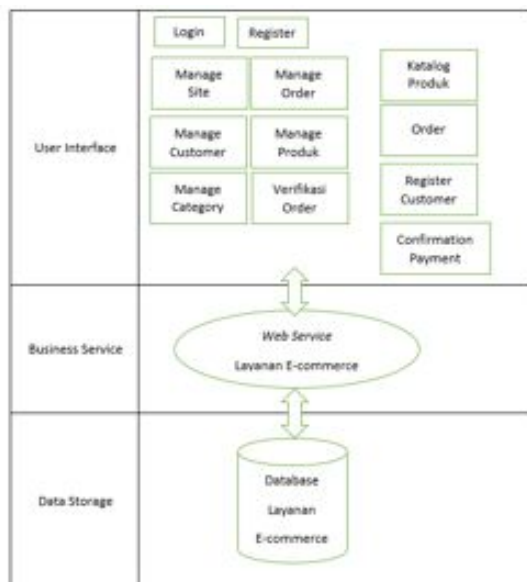 User Interface
Login
Register
Manage
Site
Manage
Order
Manage
Customer
Manage
Produk
Manage
Category
Verifikasi
Order
Katalog
Produk
Order
Register
Customer
Confirmation
Payment
Business Service
Web Service
Layanan E-commerce
Data Storage
Database
Layanan
E-commerce